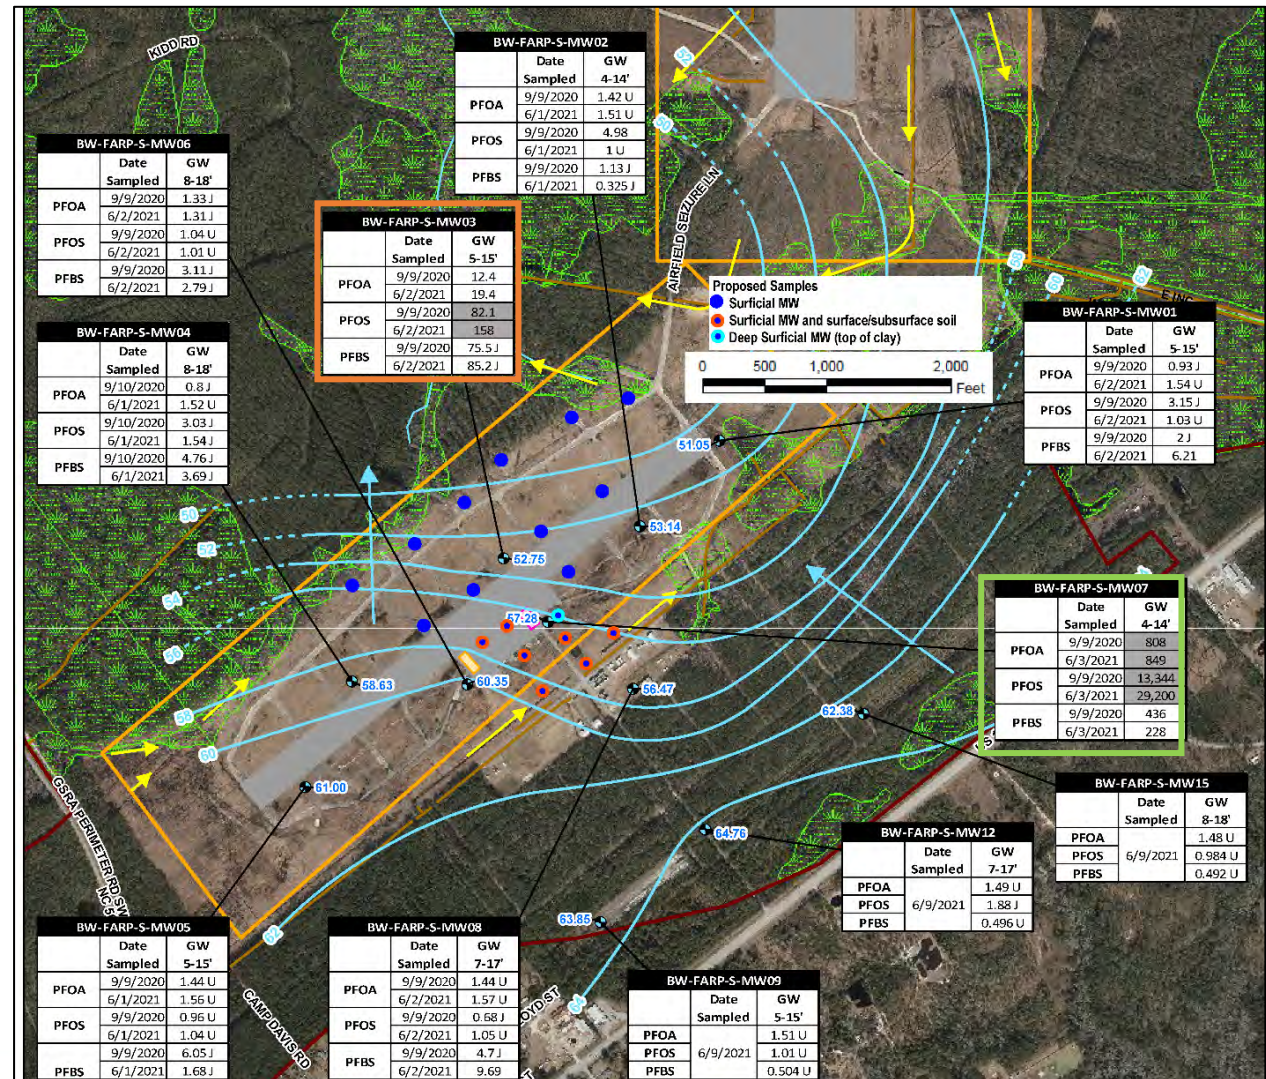 KIDD RD
BW-FARP-S-MW02
Date Sampled GW 4-14'
PFOA 9/9/2020 1.42 U
6/1/2021 1.51 U
PFOS 9/9/2020 4.98
6/1/2021 1 U
PFBS 9/9/2020 1.13 J
6/1/2021 0.325 J
BW-FARP-S-MW06
Date Sampled GW 8-18'
PFOA 9/9/2020 1.33 J
6/2/2021 1.31 J
PFOS 9/9/2020 1.04 U
6/2/2021 1.01 U
PFBS 9/9/2020 3.11 J
6/2/2021 2.79 J
BW-FARP-S-MW03
Date Sampled GW 5-15'
PFOA 9/9/2020 12.4
6/2/2021 19.4
PFOS 9/9/2020 82.1
6/2/2021 158
PFBS 9/9/2020 75.5 J
6/2/2021 85.2 J
AIRFIELD SEIZURE LN
52
50
58
60
62
Proposed Samples
Surficial MW
Surficial MW and surface/subsurface soil
Deep Surficial MW (top of clay)
0 500 1,000 2,000
Feet
BW-FARP-S-MW01
Date Sampled GW 5-15'
PFOA 9/9/2020 0.93 J
6/2/2021 1.54 U
PFOS 9/9/2020 3.15 J
6/2/2021 1.03 U
PFBS 9/9/2020 2 J
6/2/2021 6.21
BW-FARP-S-MW04
Date Sampled GW 8-18'
PFOA 9/10/2020 0.8 J
6/1/2021 1.52 U
PFOS 9/10/2020 3.03 J
6/1/2021 1.54 J
PFBS 9/10/2020 4.76 J
6/1/2021 3.69 J
51.05
53.14
52.75
57.28
58.63
60.35
56.47
62.38
61.00
64.76
63.85
50
52
54
56
58
60
62
64
BW-FARP-S-MW07
Date Sampled GW 4-14'
PFOA 9/9/2020 808
6/3/2021 849
PFOS 9/9/2020 13,344
6/3/2021 29,200
PFBS 9/9/2020 436
6/3/2021 228
BW-FARP-S-MW15
Date Sampled GW 8-18'
PFOA 1.48 U
PFOS 6/9/2021 0.984 U
PFBS 0.492 U
BW-FARP-S-MW12
Date Sampled GW 7-17'
PFOA 1.49 U
PFOS 6/9/2021 1.88 J
PFBS 0.496 U
GSRA PERIMETER RD SW
CAMP DAVIS RD
BW-FARP-S-MW05
Date Sampled GW 5-15'
PFOA 9/9/2020 1.44 U
6/1/2021 1.56 U
PFOS 9/9/2020 0.96 U
6/1/2021 1.04 U
PFBS 9/9/2020 6.05 J
6/1/2021 1.68 J
BW-FARP-S-MW08
Date Sampled GW 7-17'
PFOA 9/9/2020 1.44 U
6/2/2021 1.57 U
PFOS 9/9/2020 0.68 J
6/2/2021 1.05 U
PFBS 9/9/2020 4.7 J
6/2/2021 9.69
BW-FARP-S-MW09
Date Sampled GW 5-15'
PFOA 1.51 U
PFOS 6/9/2021 1.01 U
PFBS 0.504 U